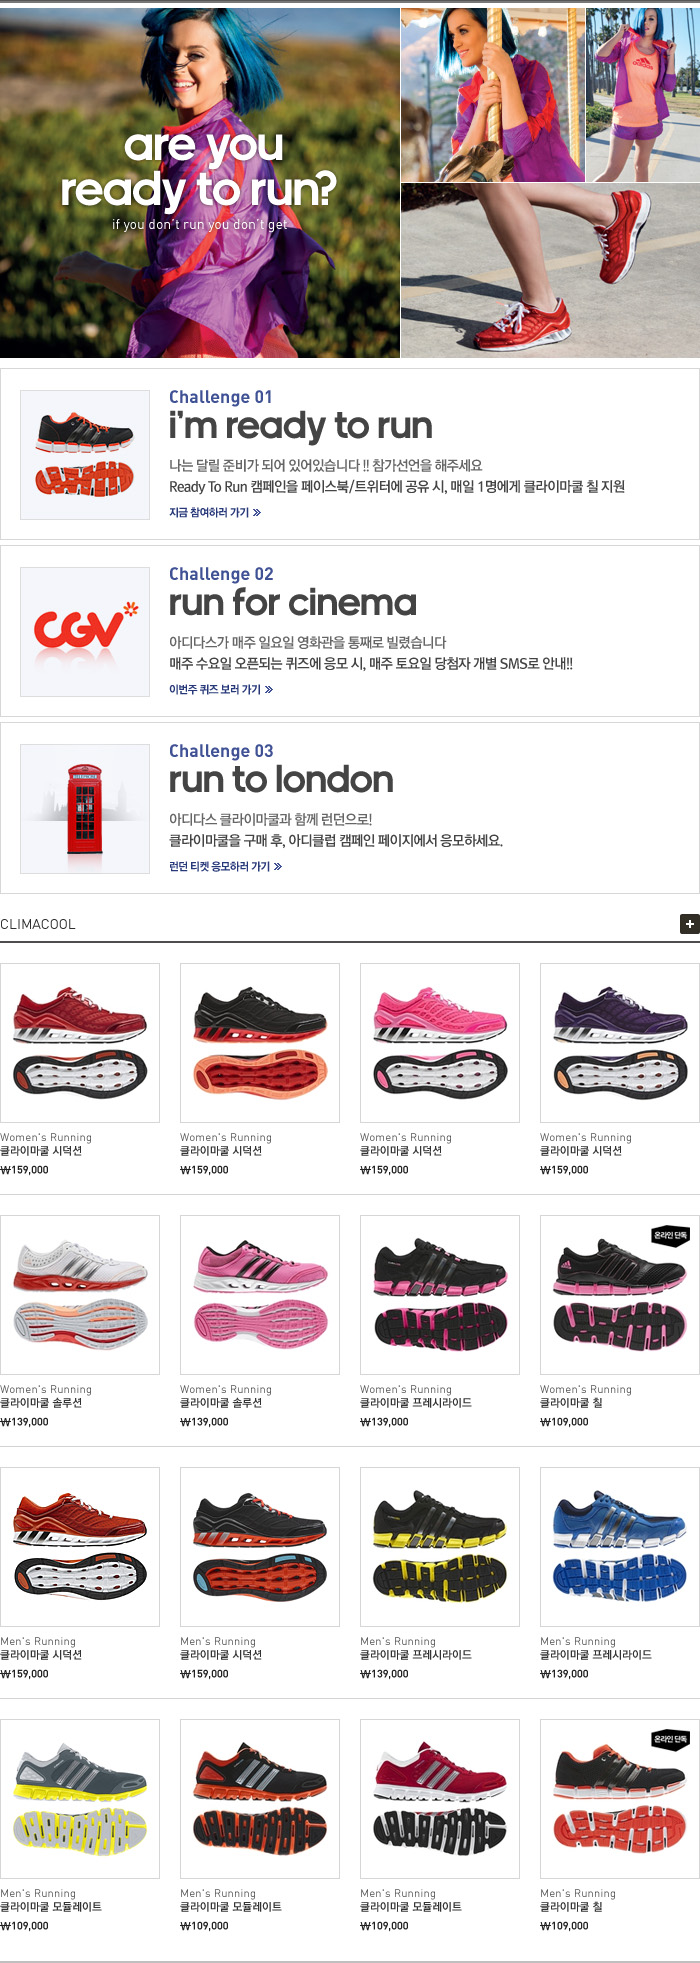 are you
ready to run?
if you don't run you don't get
adidas
Challenge 01
i'm ready to run
나는 달릴 준비가 되어 있어있습니다 !! 참가선언을 해주세요
Ready To Run 캠페인을 페이스북/트위터에 공유 시, 매일 1명에게 클라이마쿨 칠 지원
지금 참여하러 가기 »
CGV
Challenge 02
run for cinema
아디다스가 매주 일요일 영화관을 통째로 빌렸습니다
매주 수요일 오픈되는 퀴즈에 응모 시, 매주 토요일 당첨자 개별 SMS로 안내!!
이번주 퀴즈 보러 가기 »
TELEPHONE
Challenge 03
run to london
아디다스 클라이마쿨과 함께 런던으로!
클라이마쿨을 구매 후, 아디클럽 캠페인 페이지에서 응모하세요.
런던 티켓 응모하러 가기 »
CLIMACOOL +
Women's Running
클라이마쿨 시덕션
₩159,000
Women's Running
클라이마쿨 시덕션
₩159,000
Women's Running
클라이마쿨 시덕션
₩159,000
Women's Running
클라이마쿨 시덕션
₩159,000
Women's Running
클라이마쿨 솔루션
₩139,000
Women's Running
클라이마쿨 솔루션
₩139,000
Women's Running
클라이마쿨 프레시라이드
₩139,000
온라인 단독
Women's Running
클라이마쿨 칠
₩109,000
Men's Running
클라이마쿨 시덕션
₩159,000
Men's Running
클라이마쿨 시덕션
₩159,000
Men's Running
클라이마쿨 프레시라이드
₩139,000
Men's Running
클라이마쿨 프레시라이드
₩139,000
Men's Running
클라이마쿨 모듈레이트
₩109,000
Men's Running
클라이마쿨 모듈레이트
₩109,000
Men's Running
클라이마쿨 모듈레이트
₩109,000
온라인 단독
Men's Running
클라이마쿨 칠
₩109,000